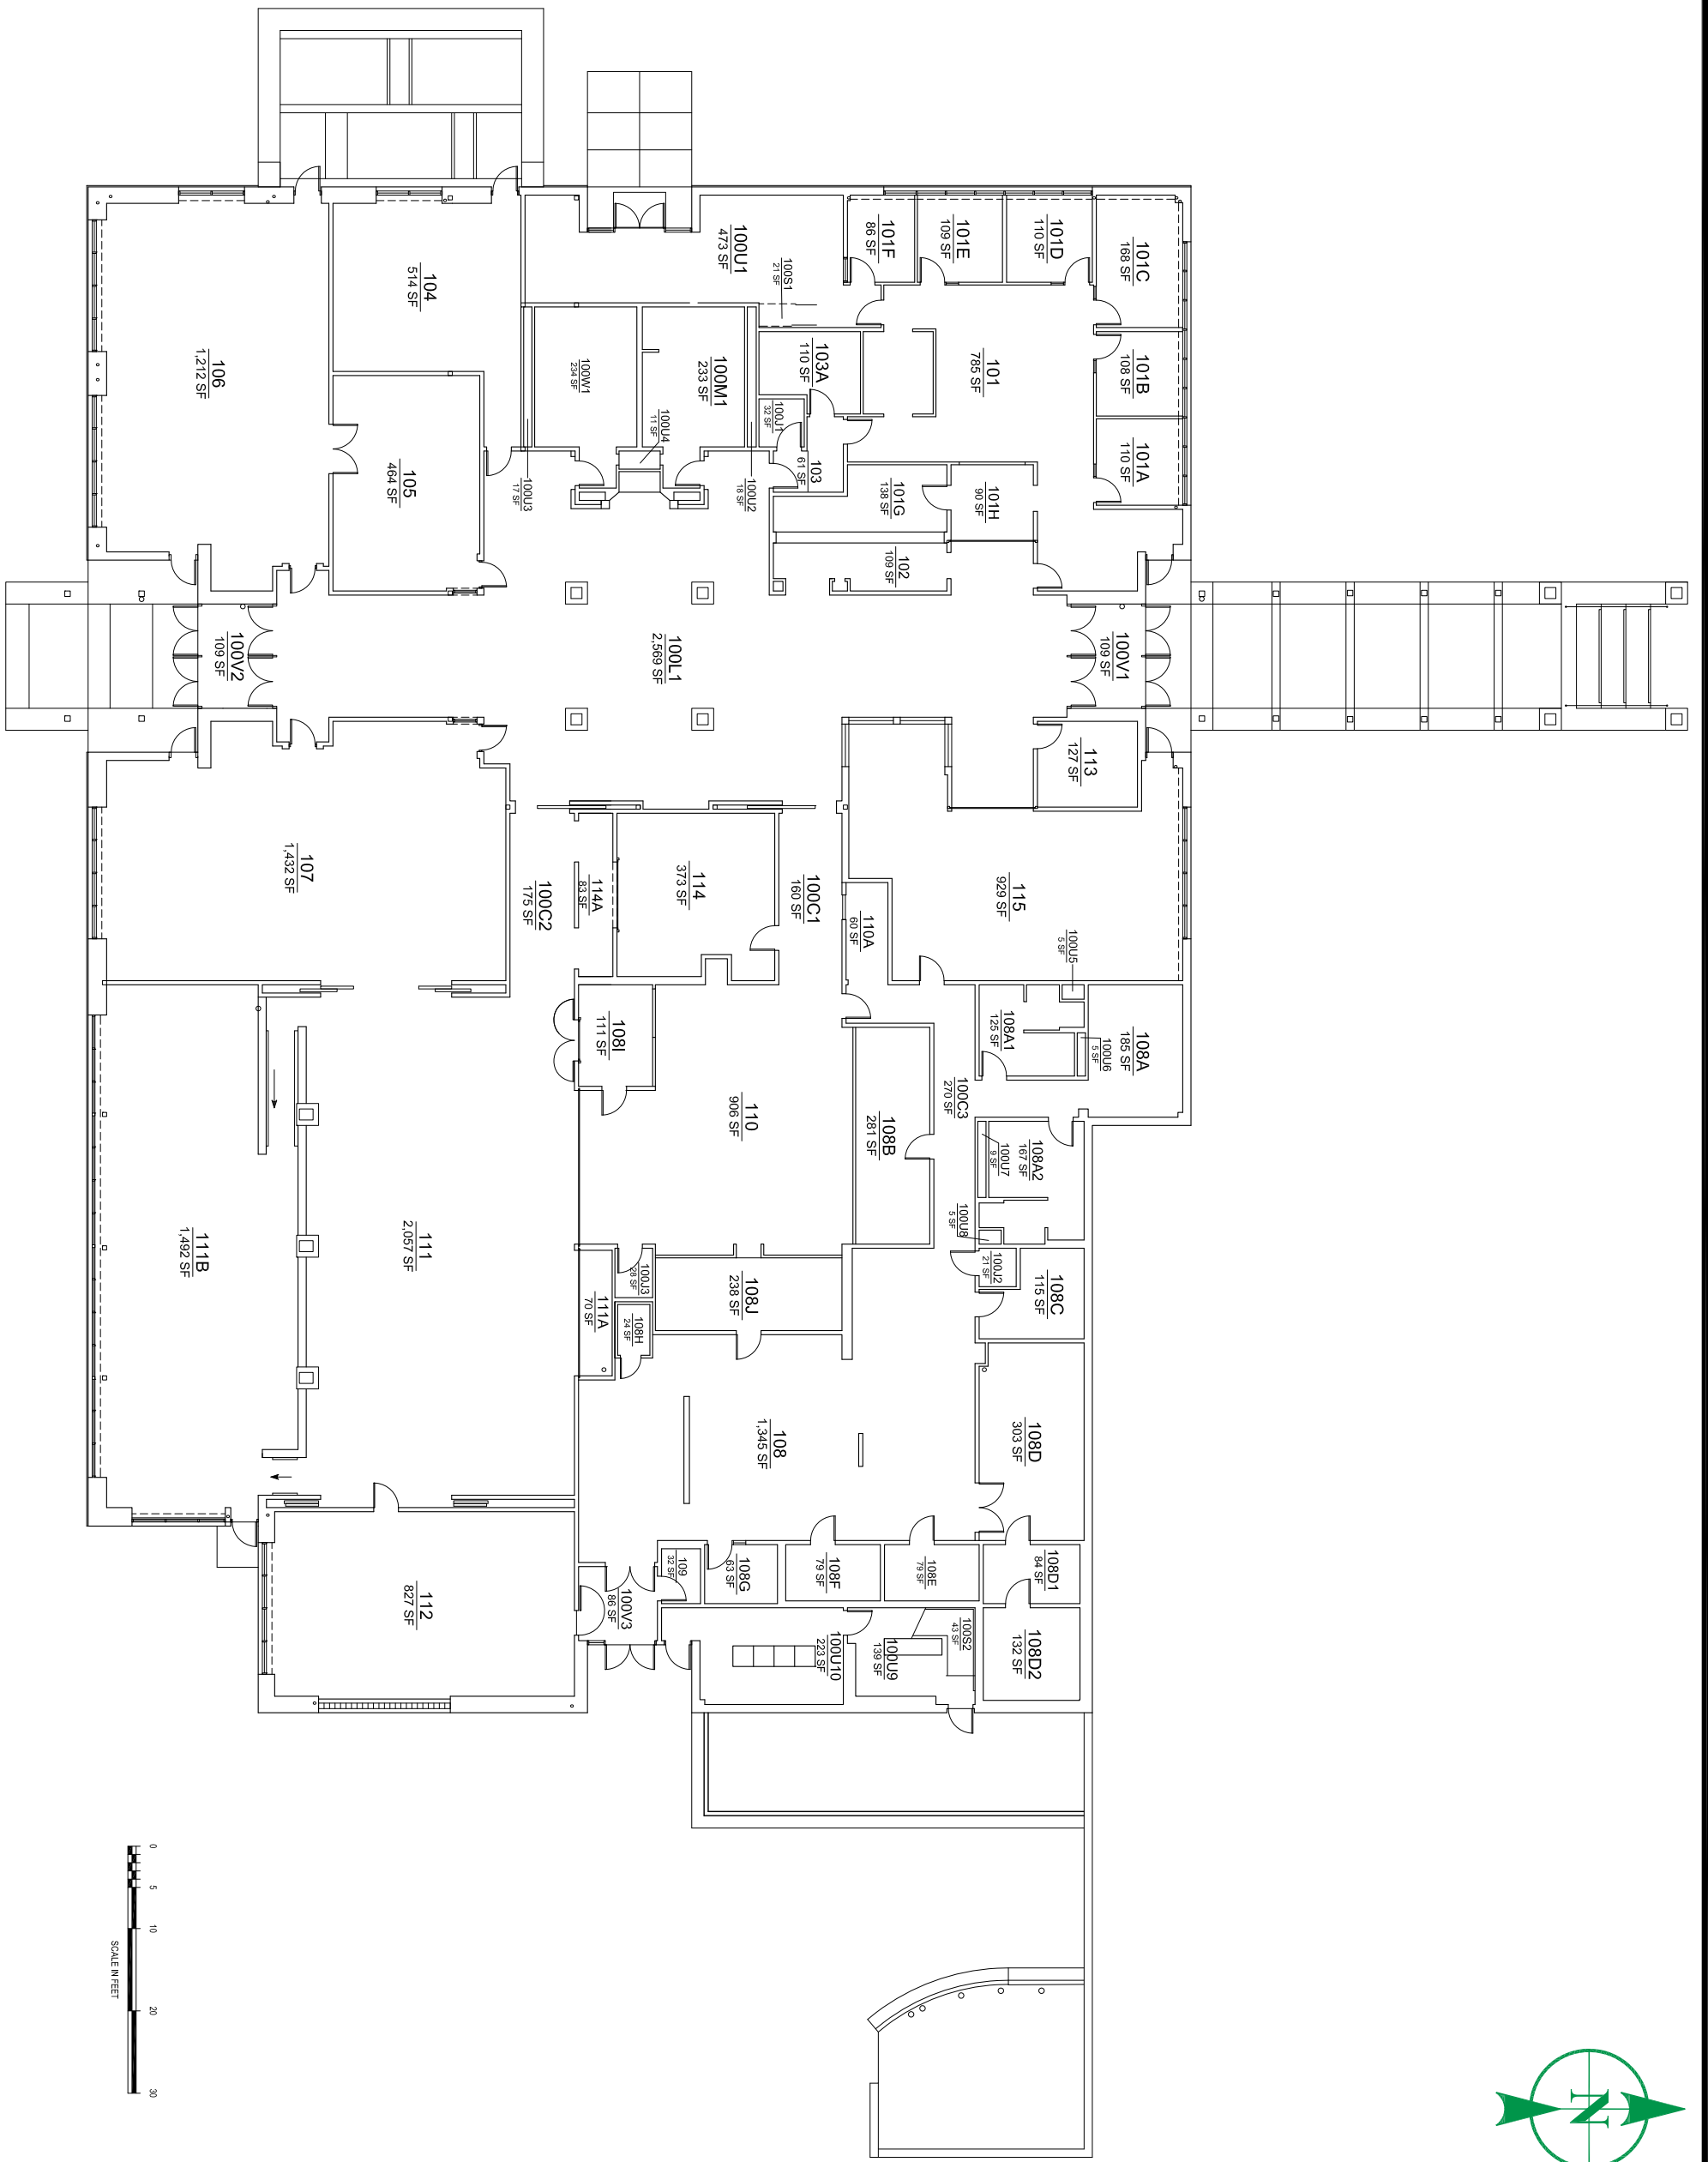 N
101C
168 SF
101B
108 SF
101A
110 SF
100V1
109 SF
113
127 SF
108A
185 SF
100U6
5 SF
100U5
5 SF
101D
110 SF
101E
109 SF
101F
86 SF
101
785 SF
101H
90 SF
101G
138 SF
102
109 SF
115
929 SF
108A1
125 SF
108A2
167 SF
100U7
9 SF
100U8
5 SF
100J2
21 SF
108C
115 SF
108D
303 SF
108D1
84 SF
108D2
132 SF
100C3
270 SF
108B
281 SF
110A
60 SF
100S2
43 SF
100U9
139 SF
100U10
223 SF
108E
79 SF
108F
79 SF
108G
63 SF
109
32 SF
100V3
86 SF
103A
110 SF
103
61 SF
100J1
32 SF
100S1
21 SF
100U1
473 SF
100M1
233 SF
100U2
18 SF
100U4
11 SF
100W1
234 SF
100U3
17 SF
100L1
2,569 SF
100C1
160 SF
114
373 SF
114A
83 SF
100C2
175 SF
110
906 SF
108I
111 SF
108J
238 SF
100J3
28 SF
108H
24 SF
111A
70 SF
108
1,345 SF
104
514 SF
105
464 SF
106
1,212 SF
100V2
109 SF
107
1,432 SF
111
2,057 SF
111B
1,492 SF
112
827 SF
0 5 10 20 30
SCALE IN FEET